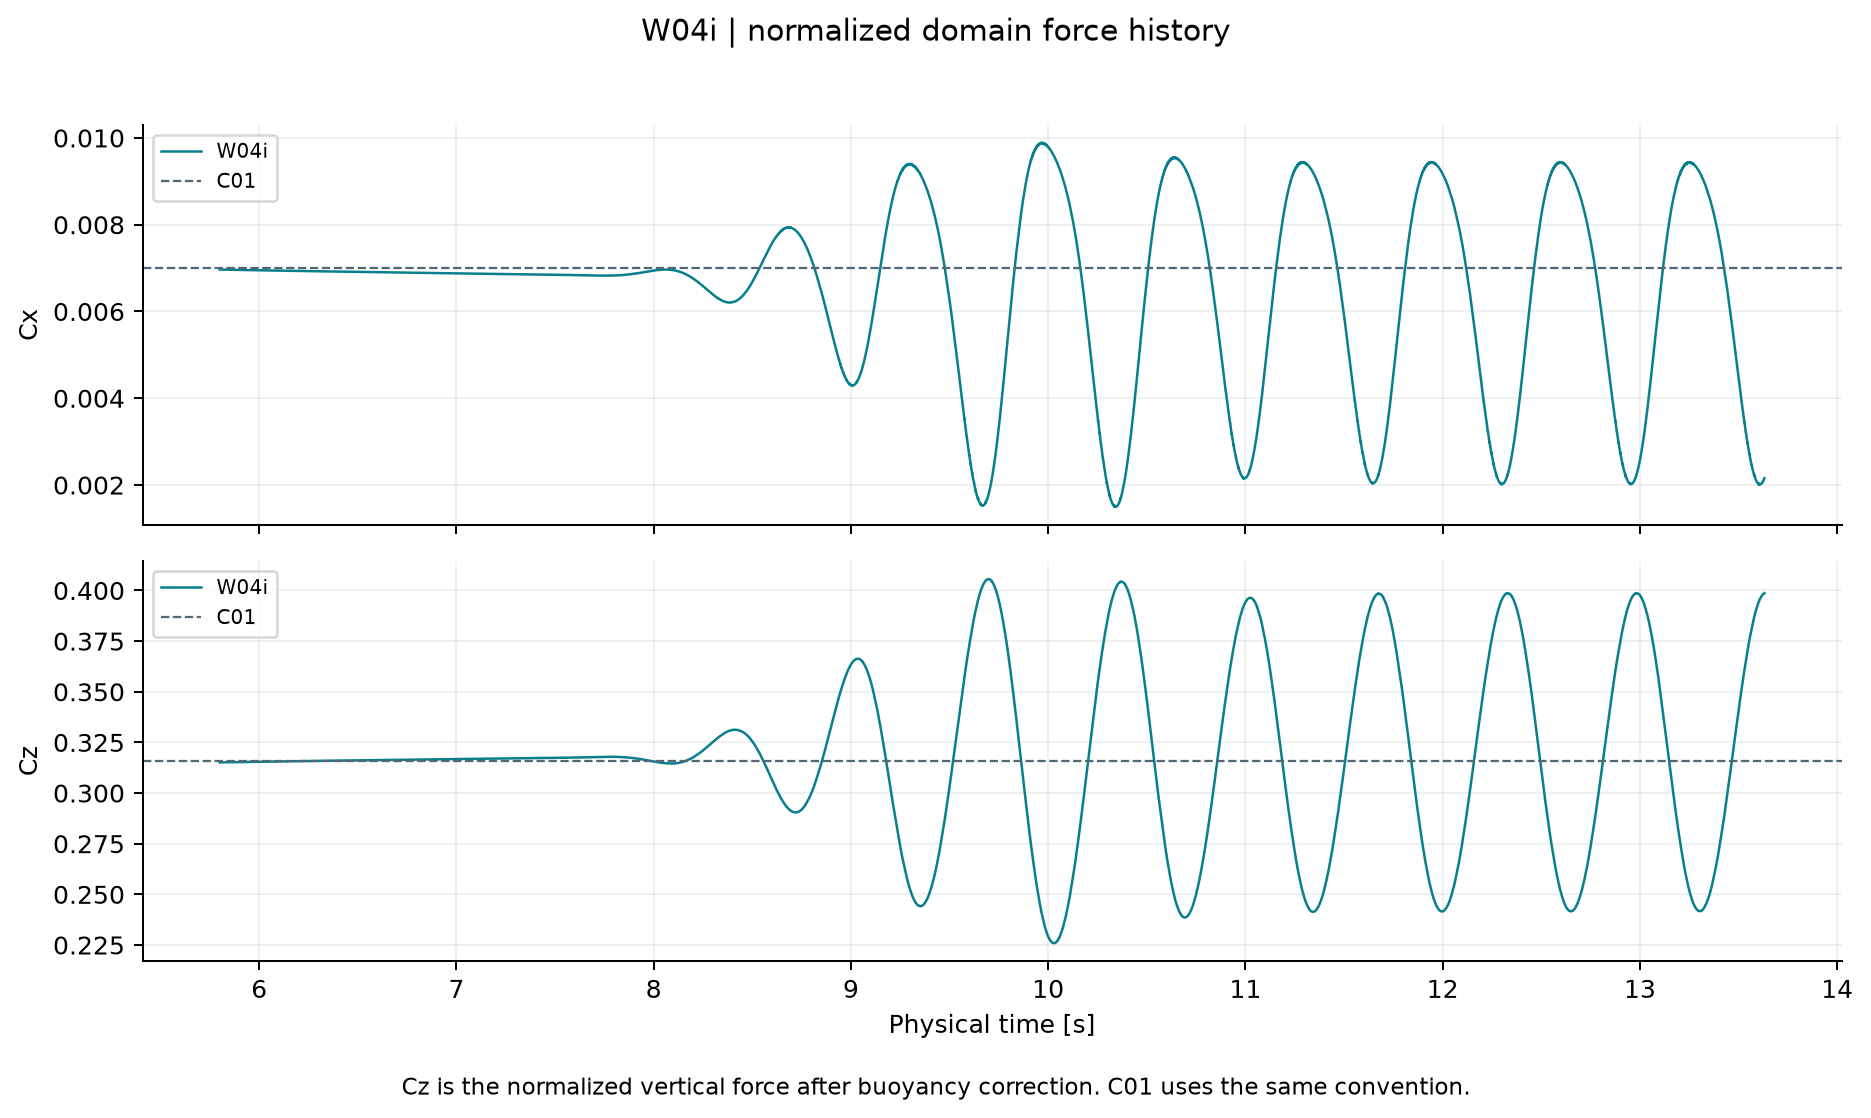 W04i | normalized domain force history
0.010
0.008
0.006
0.004
0.002
Cx
W04i
C01
0.400
0.375
0.350
0.325
0.300
0.275
0.250
0.225
Cz
W04i
C01
6 7 8 9 10 11 12 13 14
Physical time [s]
Cz is the normalized vertical force after buoyancy correction. C01 uses the same convention.